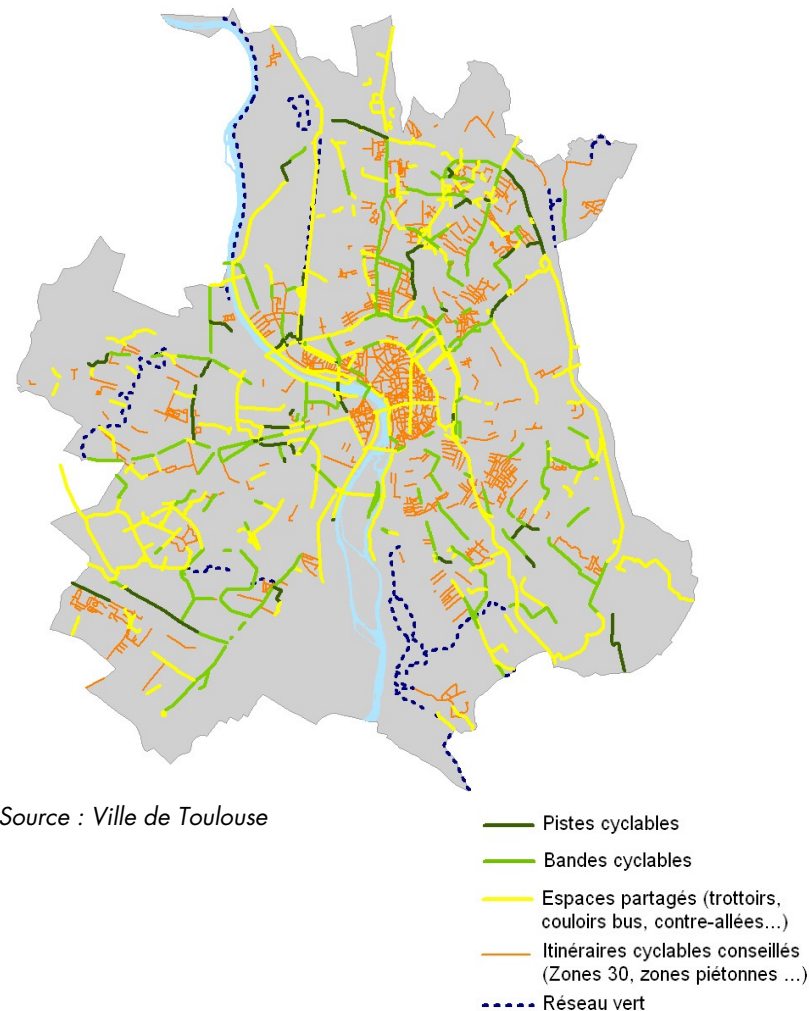 Source : Ville de Toulouse
Pistes cyclables
Bandes cyclables
Espaces partagés (trottoirs,
couloirs bus, contre-allées...)
Itinéraires cyclables conseillés
(Zones 30, zones piétonnes ...)
Réseau vert